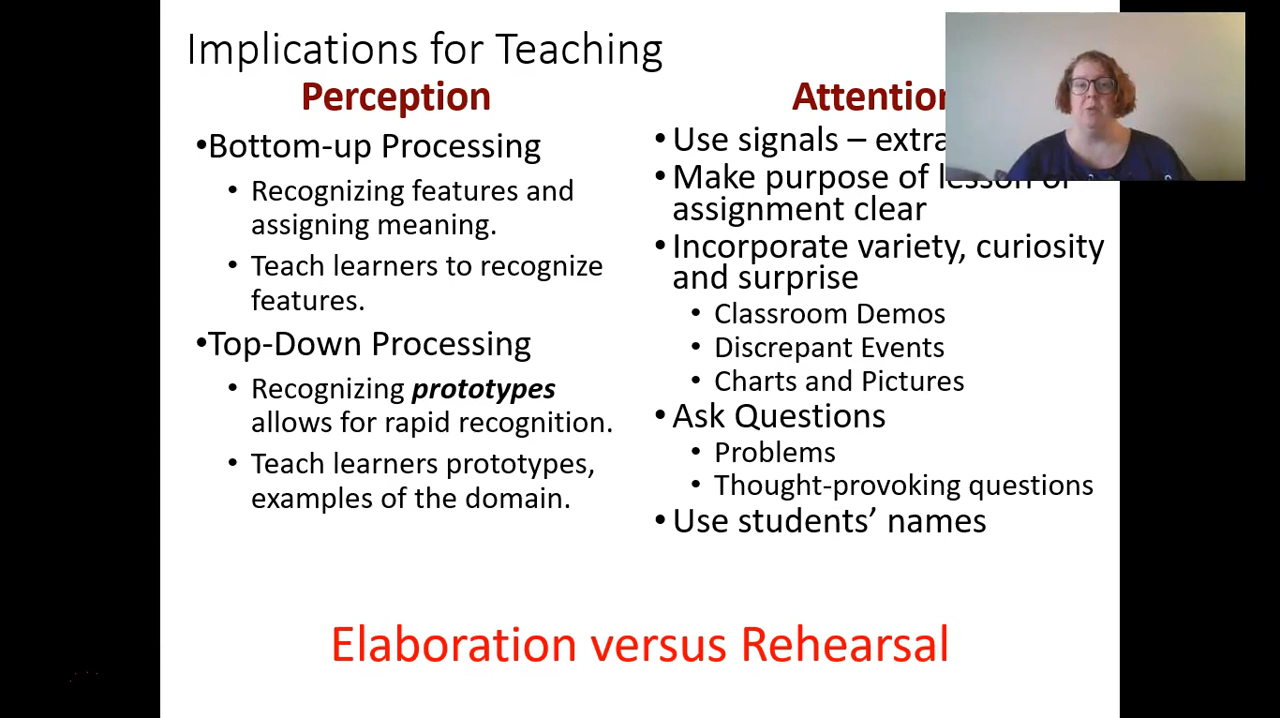 Implications for Teaching
Perception
•Bottom-up Processing
• Recognizing features and
assigning meaning.
• Teach learners to recognize
features.
•Top-Down Processing
• Recognizing prototypes
allows for rapid recognition.
• Teach learners prototypes,
examples of the domain.
Attention
• Use signals – extra
• Make purpose of lesson or
assignment clear
• Incorporate variety, curiosity
and surprise
• Classroom Demos
• Discrepant Events
• Charts and Pictures
• Ask Questions
• Problems
• Thought-provoking questions
• Use students’ names
Elaboration versus Rehearsal